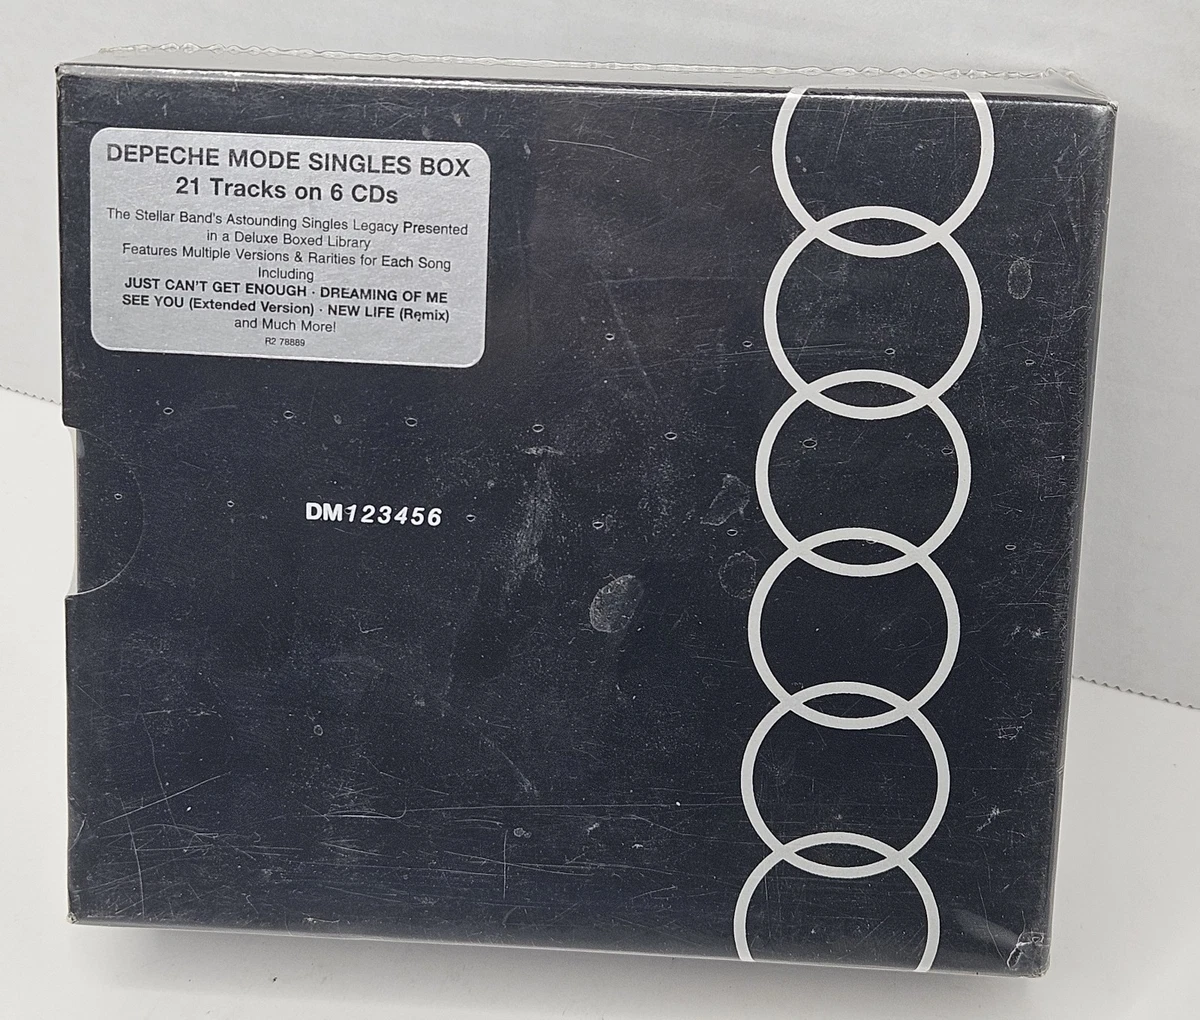 DEPECHE MODE SINGLES BOX
21 Tracks on 6 CDs
The Stellar Band's Astounding Singles Legacy Presented
in a Deluxe Boxed Library
Features Multiple Versions & Rarities for Each Song
Including
JUST CAN'T GET ENOUGH · DREAMING OF ME
SEE YOU (Extended Version) · NEW LIFE (Remix)
and Much More!
R2 78889
DM123456